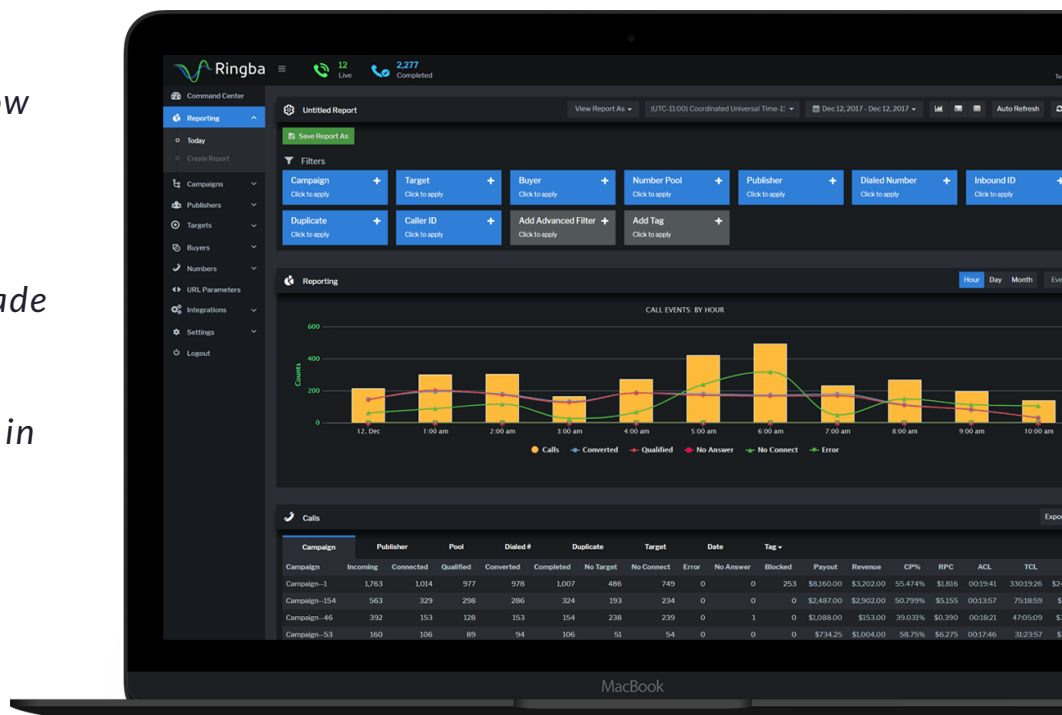 ow
ade
in
Ringba
12
Live
2,277
Completed
Te
Command Center
Reporting
Today
Create Report
Campaigns
Publishers
Targets
Buyers
Numbers
URL Parameters
Integrations
Settings
Logout
Untitled Report
View Report As
(UTC-11:00) Coordinated Universal Time-1
Dec 12, 2017 - Dec 12, 2017
Auto Refresh
Save Report As
Filters
Campaign + Target + Buyer + Number Pool + Publisher + Dialed Number + Inbound ID +
Click to apply Click to apply Click to apply Click to apply Click to apply Click to apply Click to apply
Duplicate + Caller ID + Add Advanced Filter + Add Tag +
Click to apply Click to apply Click to apply Click to apply
Reporting
Hour Day Month Eve
CALL EVENTS: BY HOUR
Counts
600
400
200
0
12. Dec 1:00 am 2:00 am 3:00 am 4:00 am 5:00 am 6:00 am 7:00 am 8:00 am 9:00 am 10:00 am
Calls Converted Qualified No Answer No Connect Error
Calls
Expo
Campaign Publisher Pool Dialed # Duplicate Target Date Tag
Campaign Incoming Connected Qualified Converted Completed No Target No Connect Error No Answer Blocked Payout Revenue CP% RPC ACL TCL
Campaign--1 1,763 1,014 977 978 1,007 486 749 0 0 253 $8,160.00 $3,202.00 55.474% $1.816 00:19:41 330:19:26 $24
Campaign--154 563 329 298 286 324 193 234 0 0 0 $2,487.00 $2,902.00 50.799% $5.155 00:13:57 75:18:59 $
Campaign--46 392 153 128 153 154 238 239 0 1 0 $1,088.00 $153.00 39.031% $0.390 00:18:21 47:05:09
Campaign--53 160 106 89 94 106 51 54 0 0 0 $734.25 $1,004.00 58.75% $6.275 00:17:46 31:23:57
MacBook